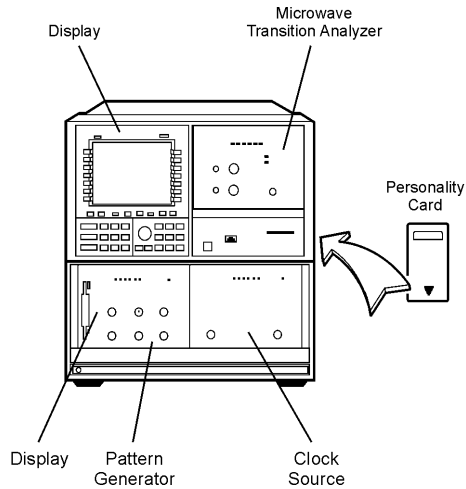 Display
Microwave
Transition Analyzer
Personality
Card
Display
Pattern
Generator
Clock
Source